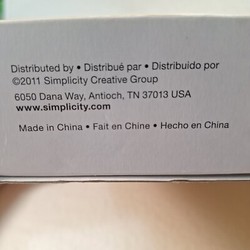 Distributed by • Distribué par • Distribuido por
©2011 Simplicity Creative Group
6050 Dana Way, Antioch, TN 37013 USA
www.simplicity.com
Made in China • Fait en Chine • Hecho en China